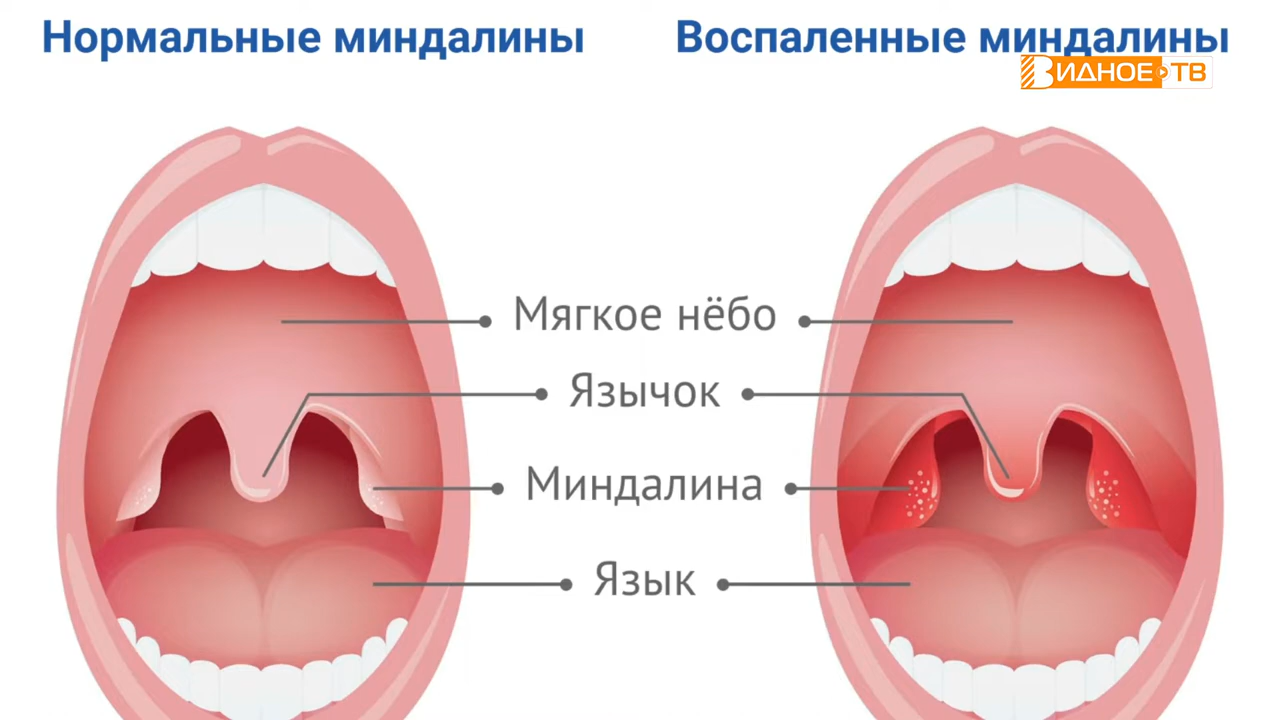 Нормальные миндалины
Воспаленные миндалины
ВИДНОЕ ТВ
Мягкое нёбо
Язычок
Миндалина
Язык